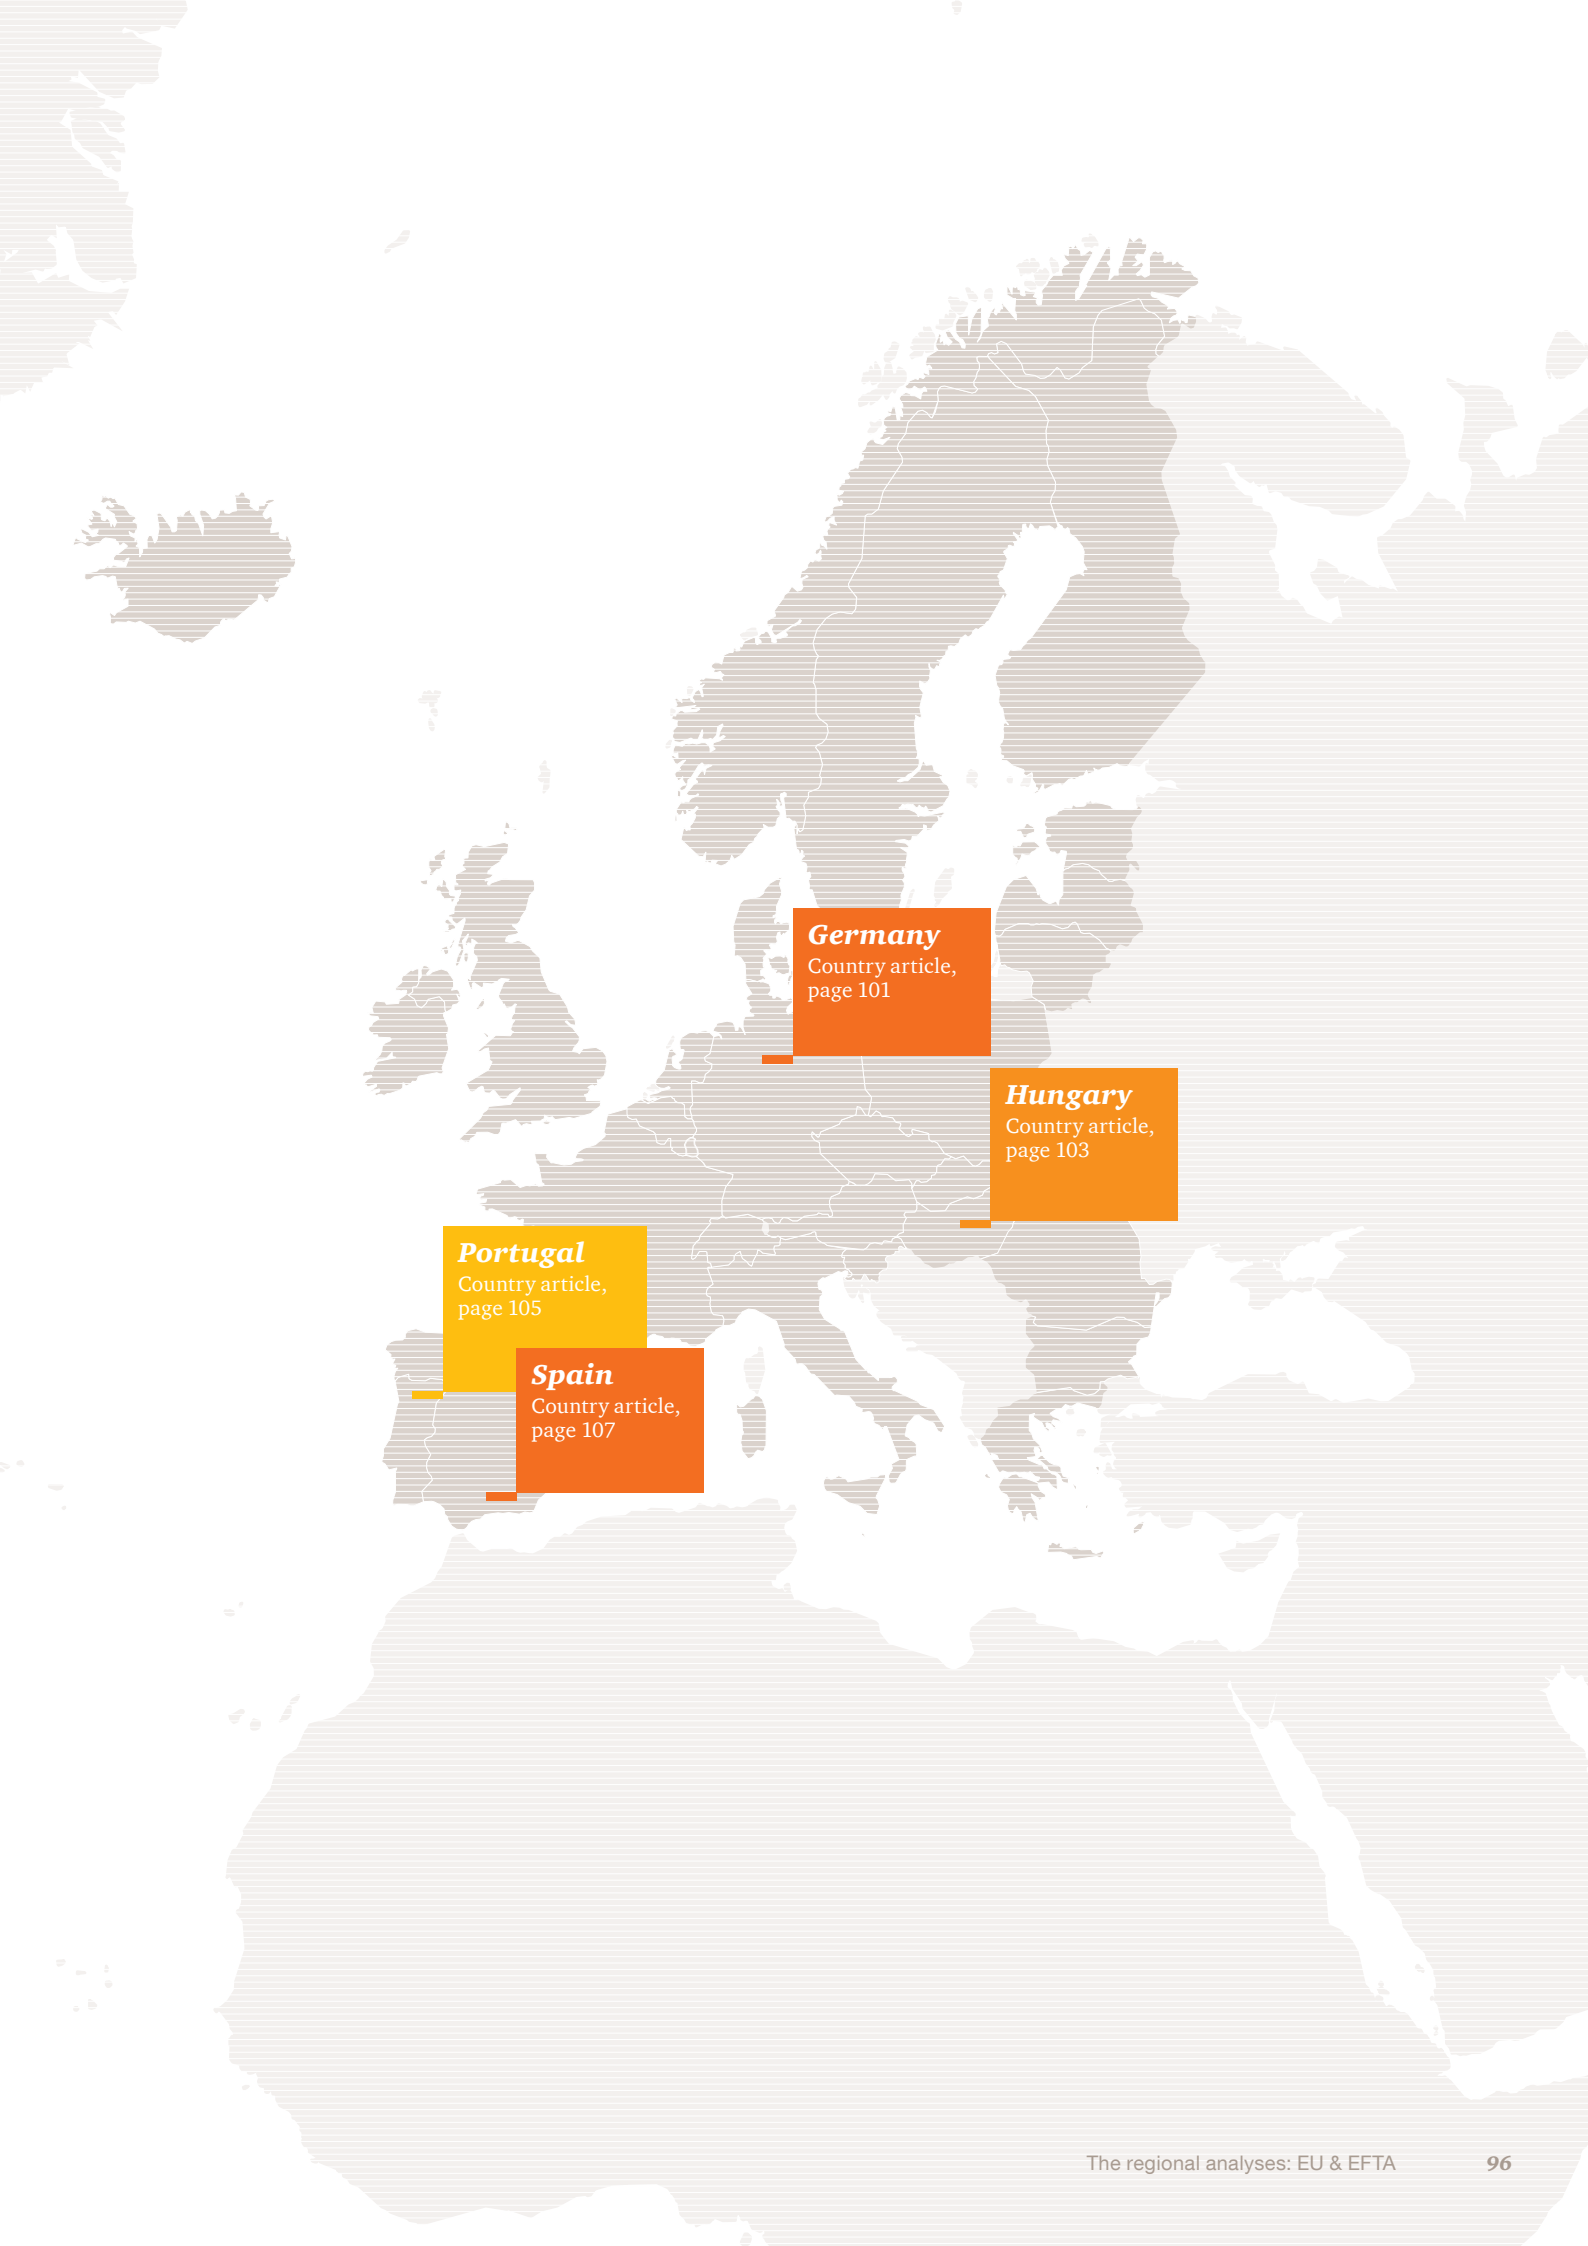 Germany
Country article,
page 101
Hungary
Country article,
page 103
Portugal
Country article,
page 105
Spain
Country article,
page 107
The regional analyses: EU & EFTA 96